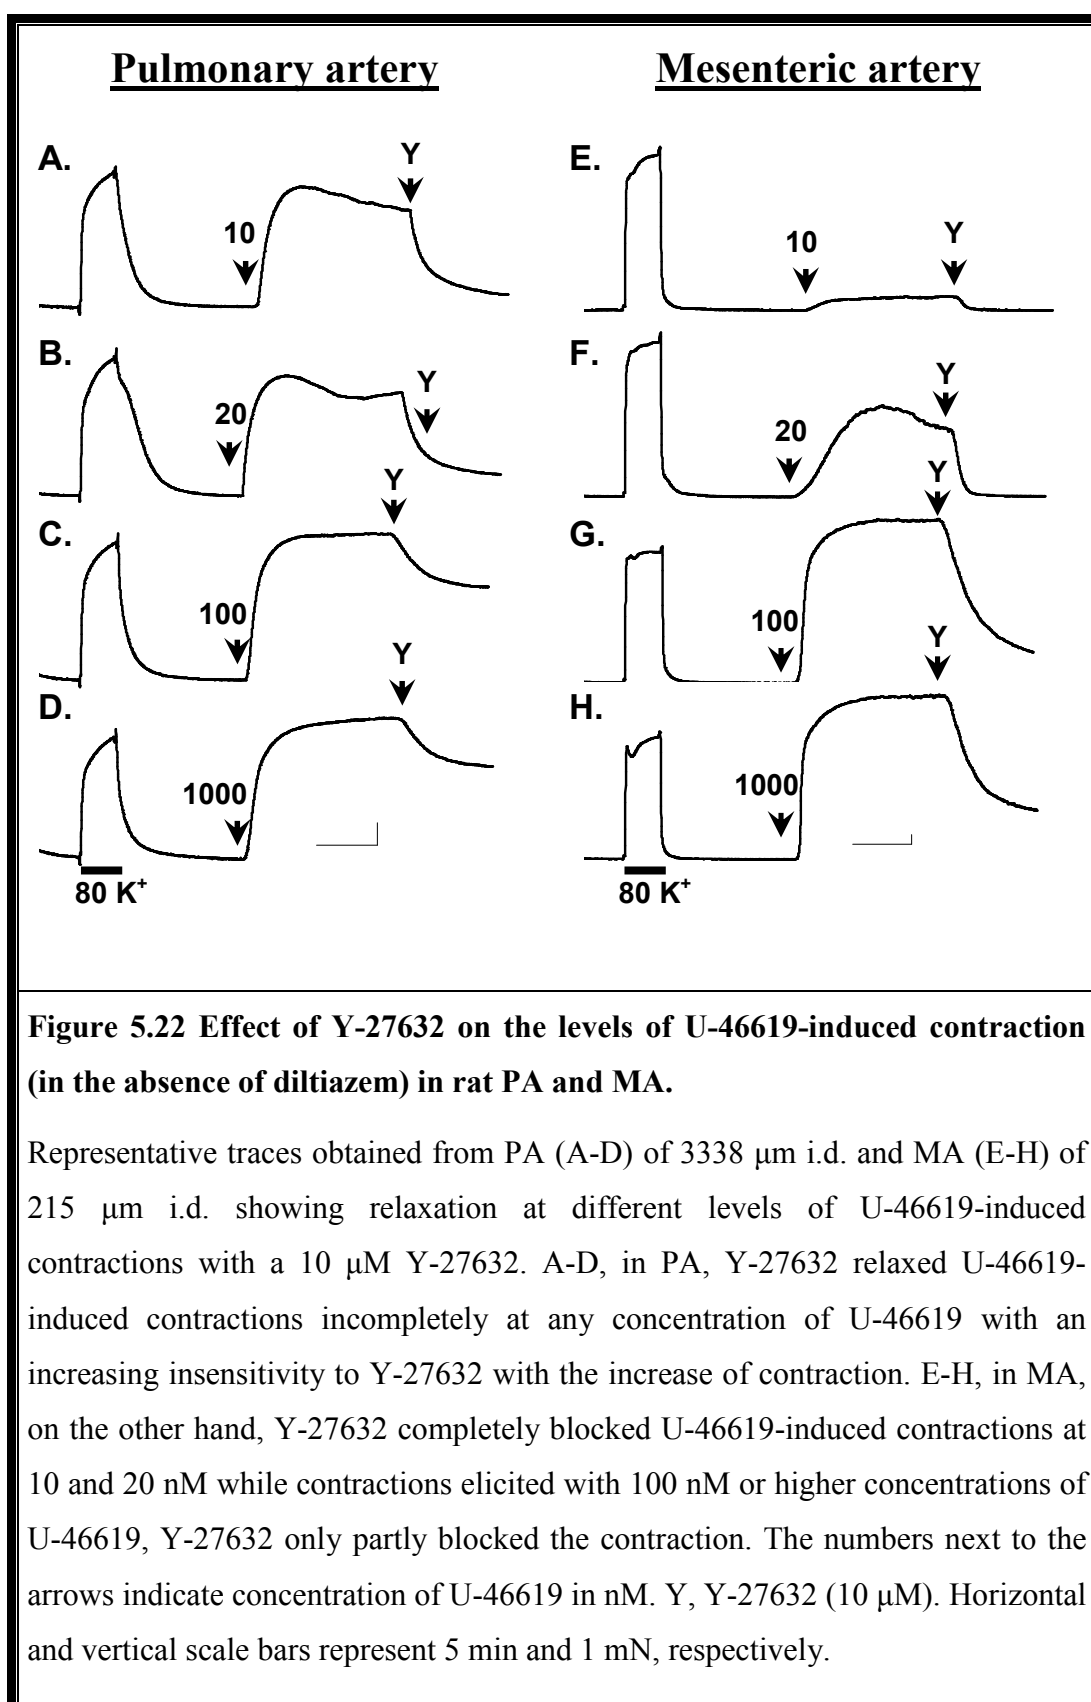 Pulmonary artery
Mesenteric artery
A.
10
Y
B.
20
Y
C.
100
Y
D.
1000
Y
80 K⁺
E.
10
Y
F.
20
Y
G.
100
Y
H.
1000
Y
80 K⁺
Figure 5.22 Effect of Y-27632 on the levels of U-46619-induced contraction
(in the absence of diltiazem) in rat PA and MA.
Representative traces obtained from PA (A-D) of 3338 μm i.d. and MA (E-H) of
215 μm i.d. showing relaxation at different levels of U-46619-induced
contractions with a 10 μM Y-27632. A-D, in PA, Y-27632 relaxed U-46619-
induced contractions incompletely at any concentration of U-46619 with an
increasing insensitivity to Y-27632 with the increase of contraction. E-H, in MA,
on the other hand, Y-27632 completely blocked U-46619-induced contractions at
10 and 20 nM while contractions elicited with 100 nM or higher concentrations of
U-46619, Y-27632 only partly blocked the contraction. The numbers next to the
arrows indicate concentration of U-46619 in nM. Y, Y-27632 (10 μM). Horizontal
and vertical scale bars represent 5 min and 1 mN, respectively.